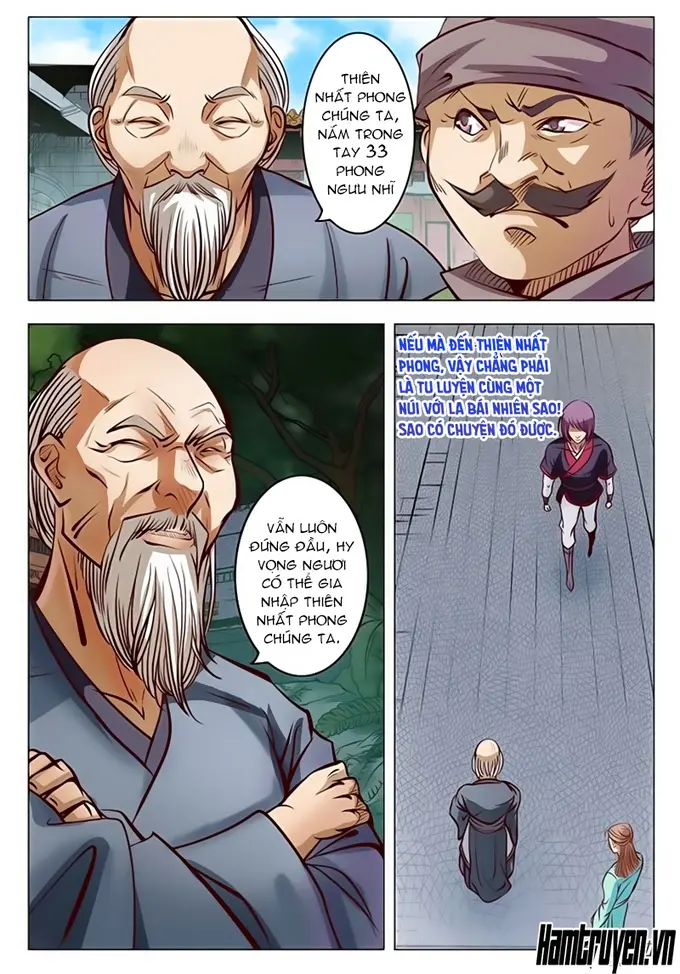 THIÊN
NHẤT PHONG
CHÚNG TA,
NẮM TRONG
TAY 33
PHONG
NGƯU NHĨ
NẾU MÀ ĐẾN THIÊN NHẤT
PHONG, VẬY CHẲNG PHẢI
LÀ TU LUYỆN CÙNG MỘT
NÚI VỚI LA BÁI NHIÊN SAO!
SAO CÓ CHUYỆN ĐÓ ĐƯỢC.
VẪN LUÔN
ĐỨNG ĐẦU, HY
VỌNG NGƯƠI
CÓ THỂ GIA
NHẬP THIÊN
NHẤT PHONG
CHÚNG TA.
Hamtruyen.vn